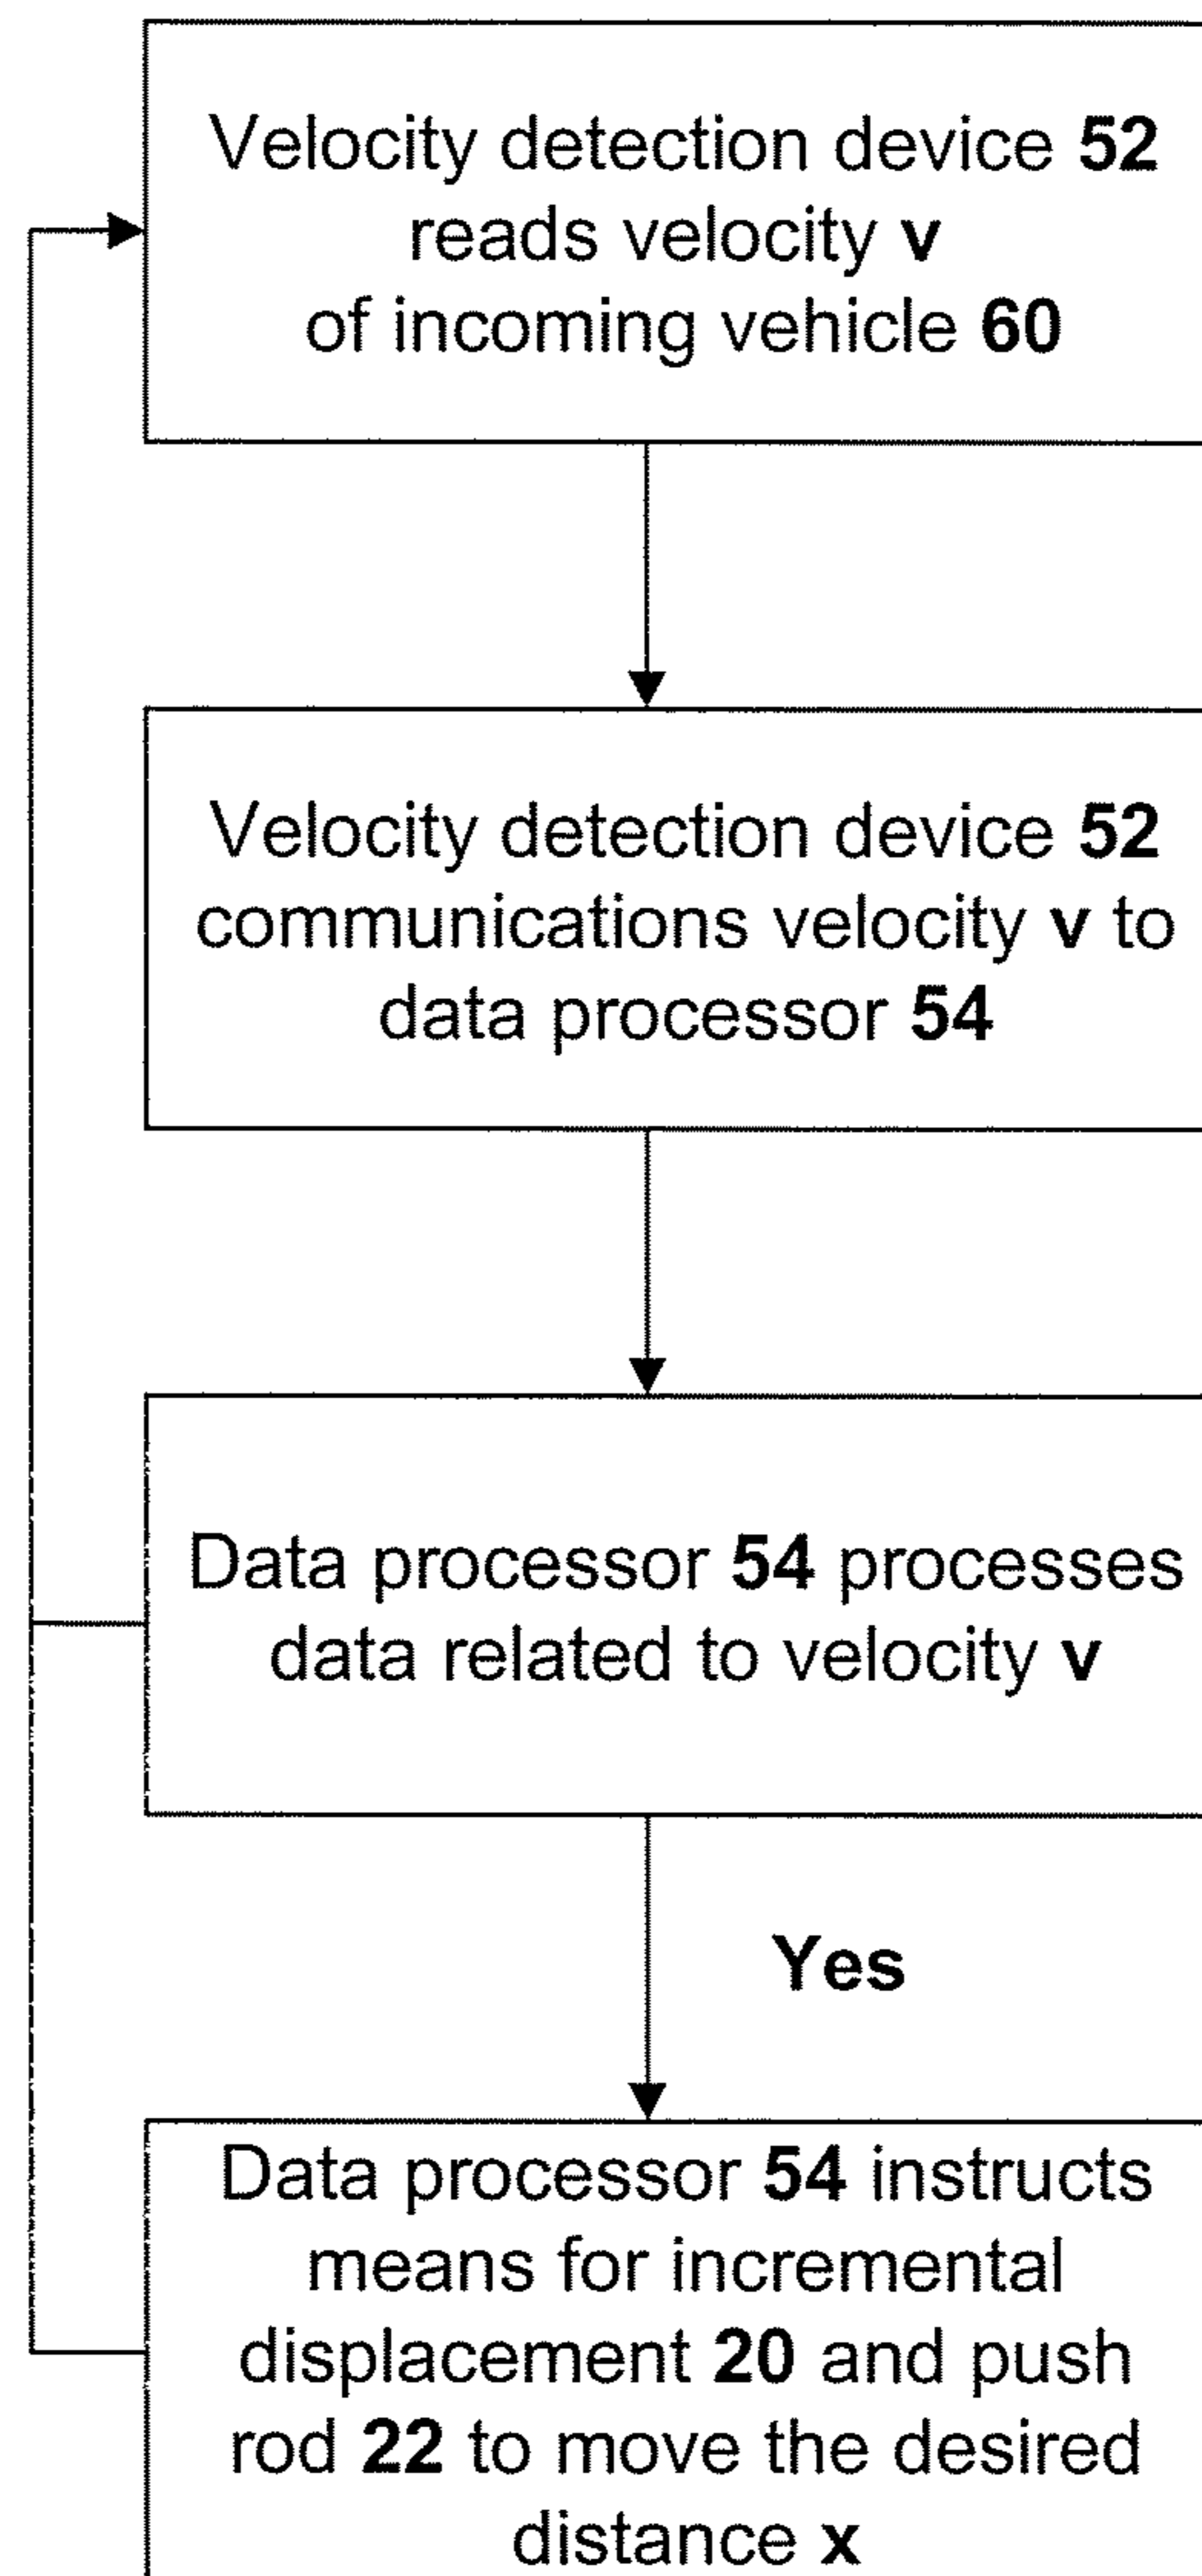 Velocity detection device 52
reads velocity v
of incoming vehicle 60
Velocity detection device 52
communications velocity v to
data processor 54
Data processor 54 processes
data related to velocity v
Yes
Data processor 54 instructs
means for incremental
displacement 20 and push
rod 22 to move the desired
distance x